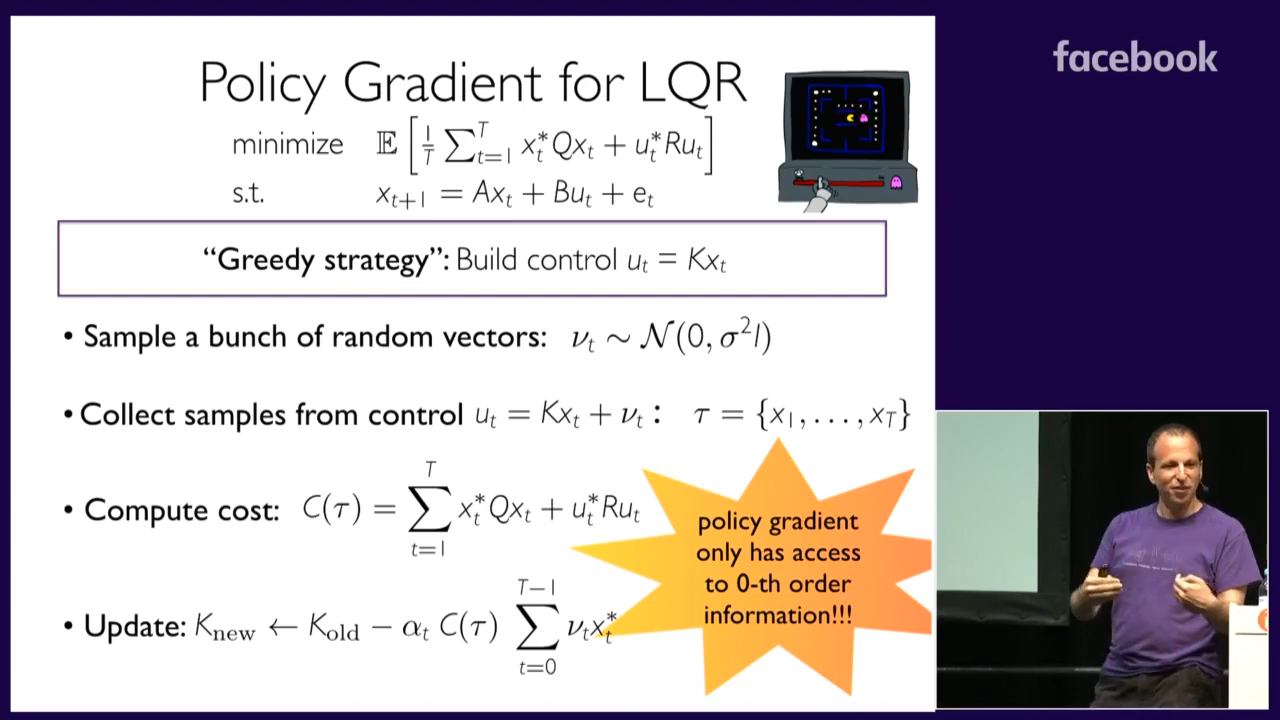 facebook
Policy Gradient for LQR
minimize 𝔼 [ 1/T ∑_{t=1}^{T} x_t^* Q x_t + u_t^* R u_t ]
s.t. x_{t+1} = Ax_t + Bu_t + e_t
“Greedy strategy”: Build control u_t = Kx_t
• Sample a bunch of random vectors: ν_t ~ 𝒩(0, σ²I)
• Collect samples from control u_t = Kx_t + ν_t : τ = {x_1, . . . , x_T}
• Compute cost: C(τ) = ∑_{t=1}^{T} x_t^* Q x_t + u_t^* R u_t
policy gradient
only has access
to 0-th order
information!!!
• Update: K_new ← K_old − α_t C(τ) ∑_{t=0}^{T−1} ν_t x_t^*